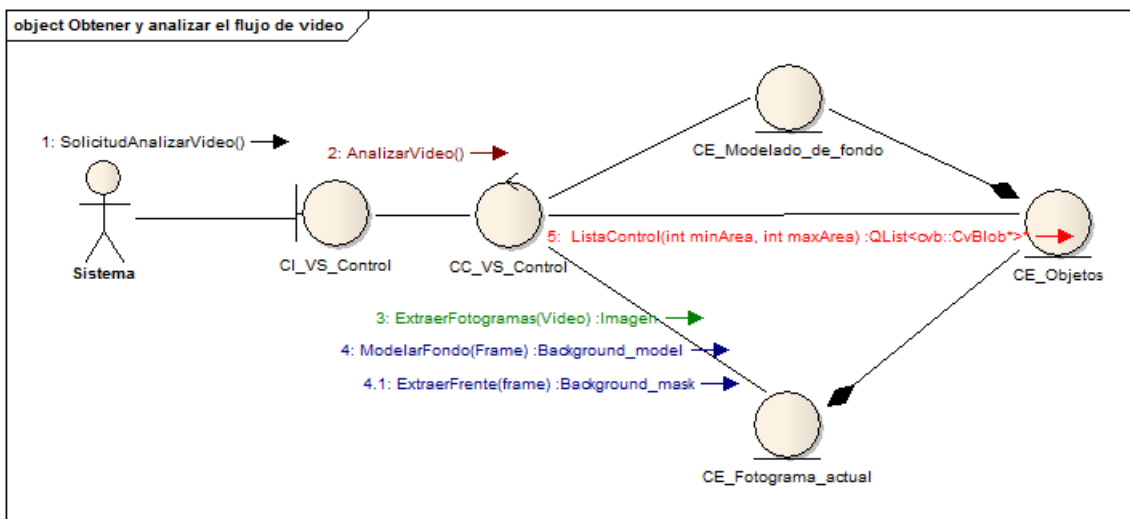 object Obtener y analizar el flujo de video
CE_Modelado_de_fondo
1: SolicitudAnalizarVideo()
2: AnalizarVideo()
Sistema
CI_VS_Control
CC_VS_Control
5: ListaControl(int minArea, int maxArea) :QList<cvb::CvBlob*>*
CE_Objetos
3: ExtraerFotogramas(Video) :Imagen
4: ModelarFondo(Frame) :Background_model
4.1: ExtraerFrente(frame) :Background_mask
CE_Fotograma_actual